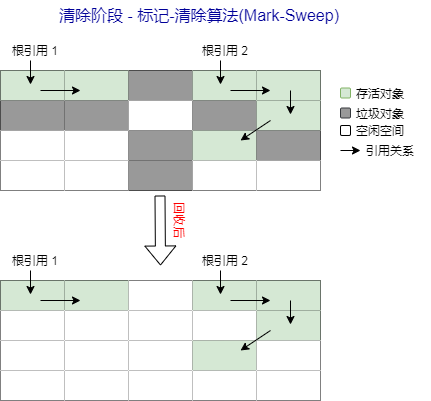 清除阶段 - 标记-清除算法(Mark-Sweep)
根引用 1
根引用 2
存活对象
垃圾对象
空闲空间
引用关系
回收后
根引用 1
根引用 2